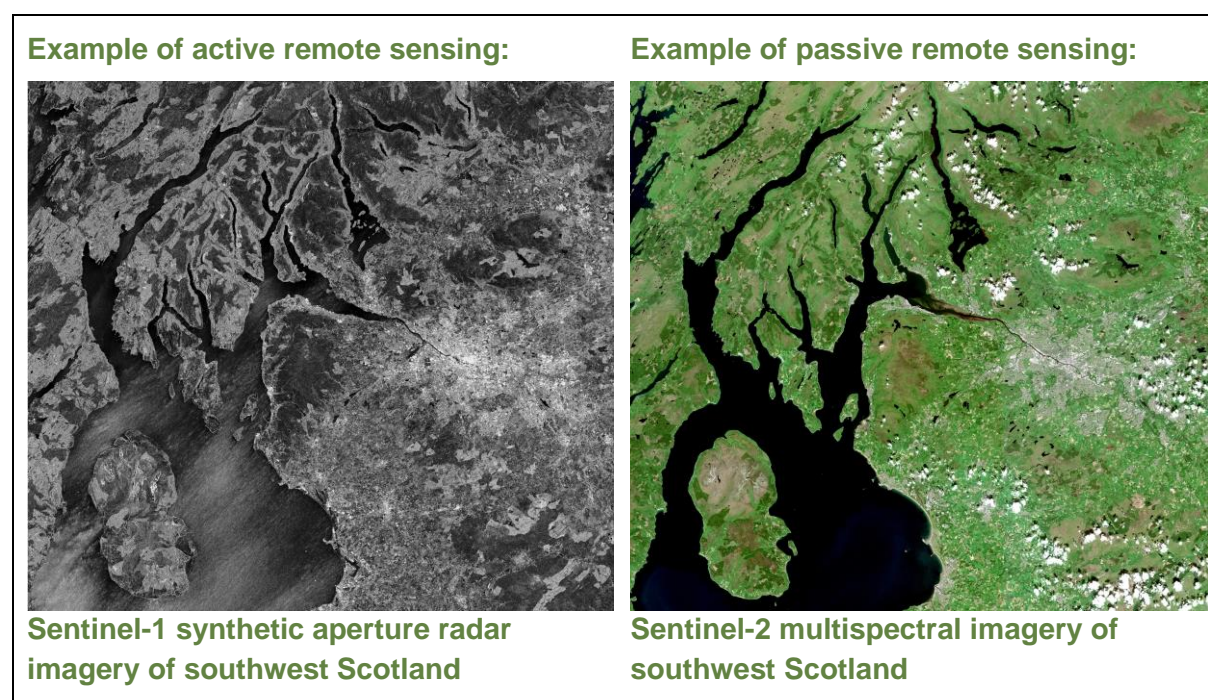 Example of active remote sensing:
Example of passive remote sensing:
Sentinel-1 synthetic aperture radar
imagery of southwest Scotland
Sentinel-2 multispectral imagery of
southwest Scotland